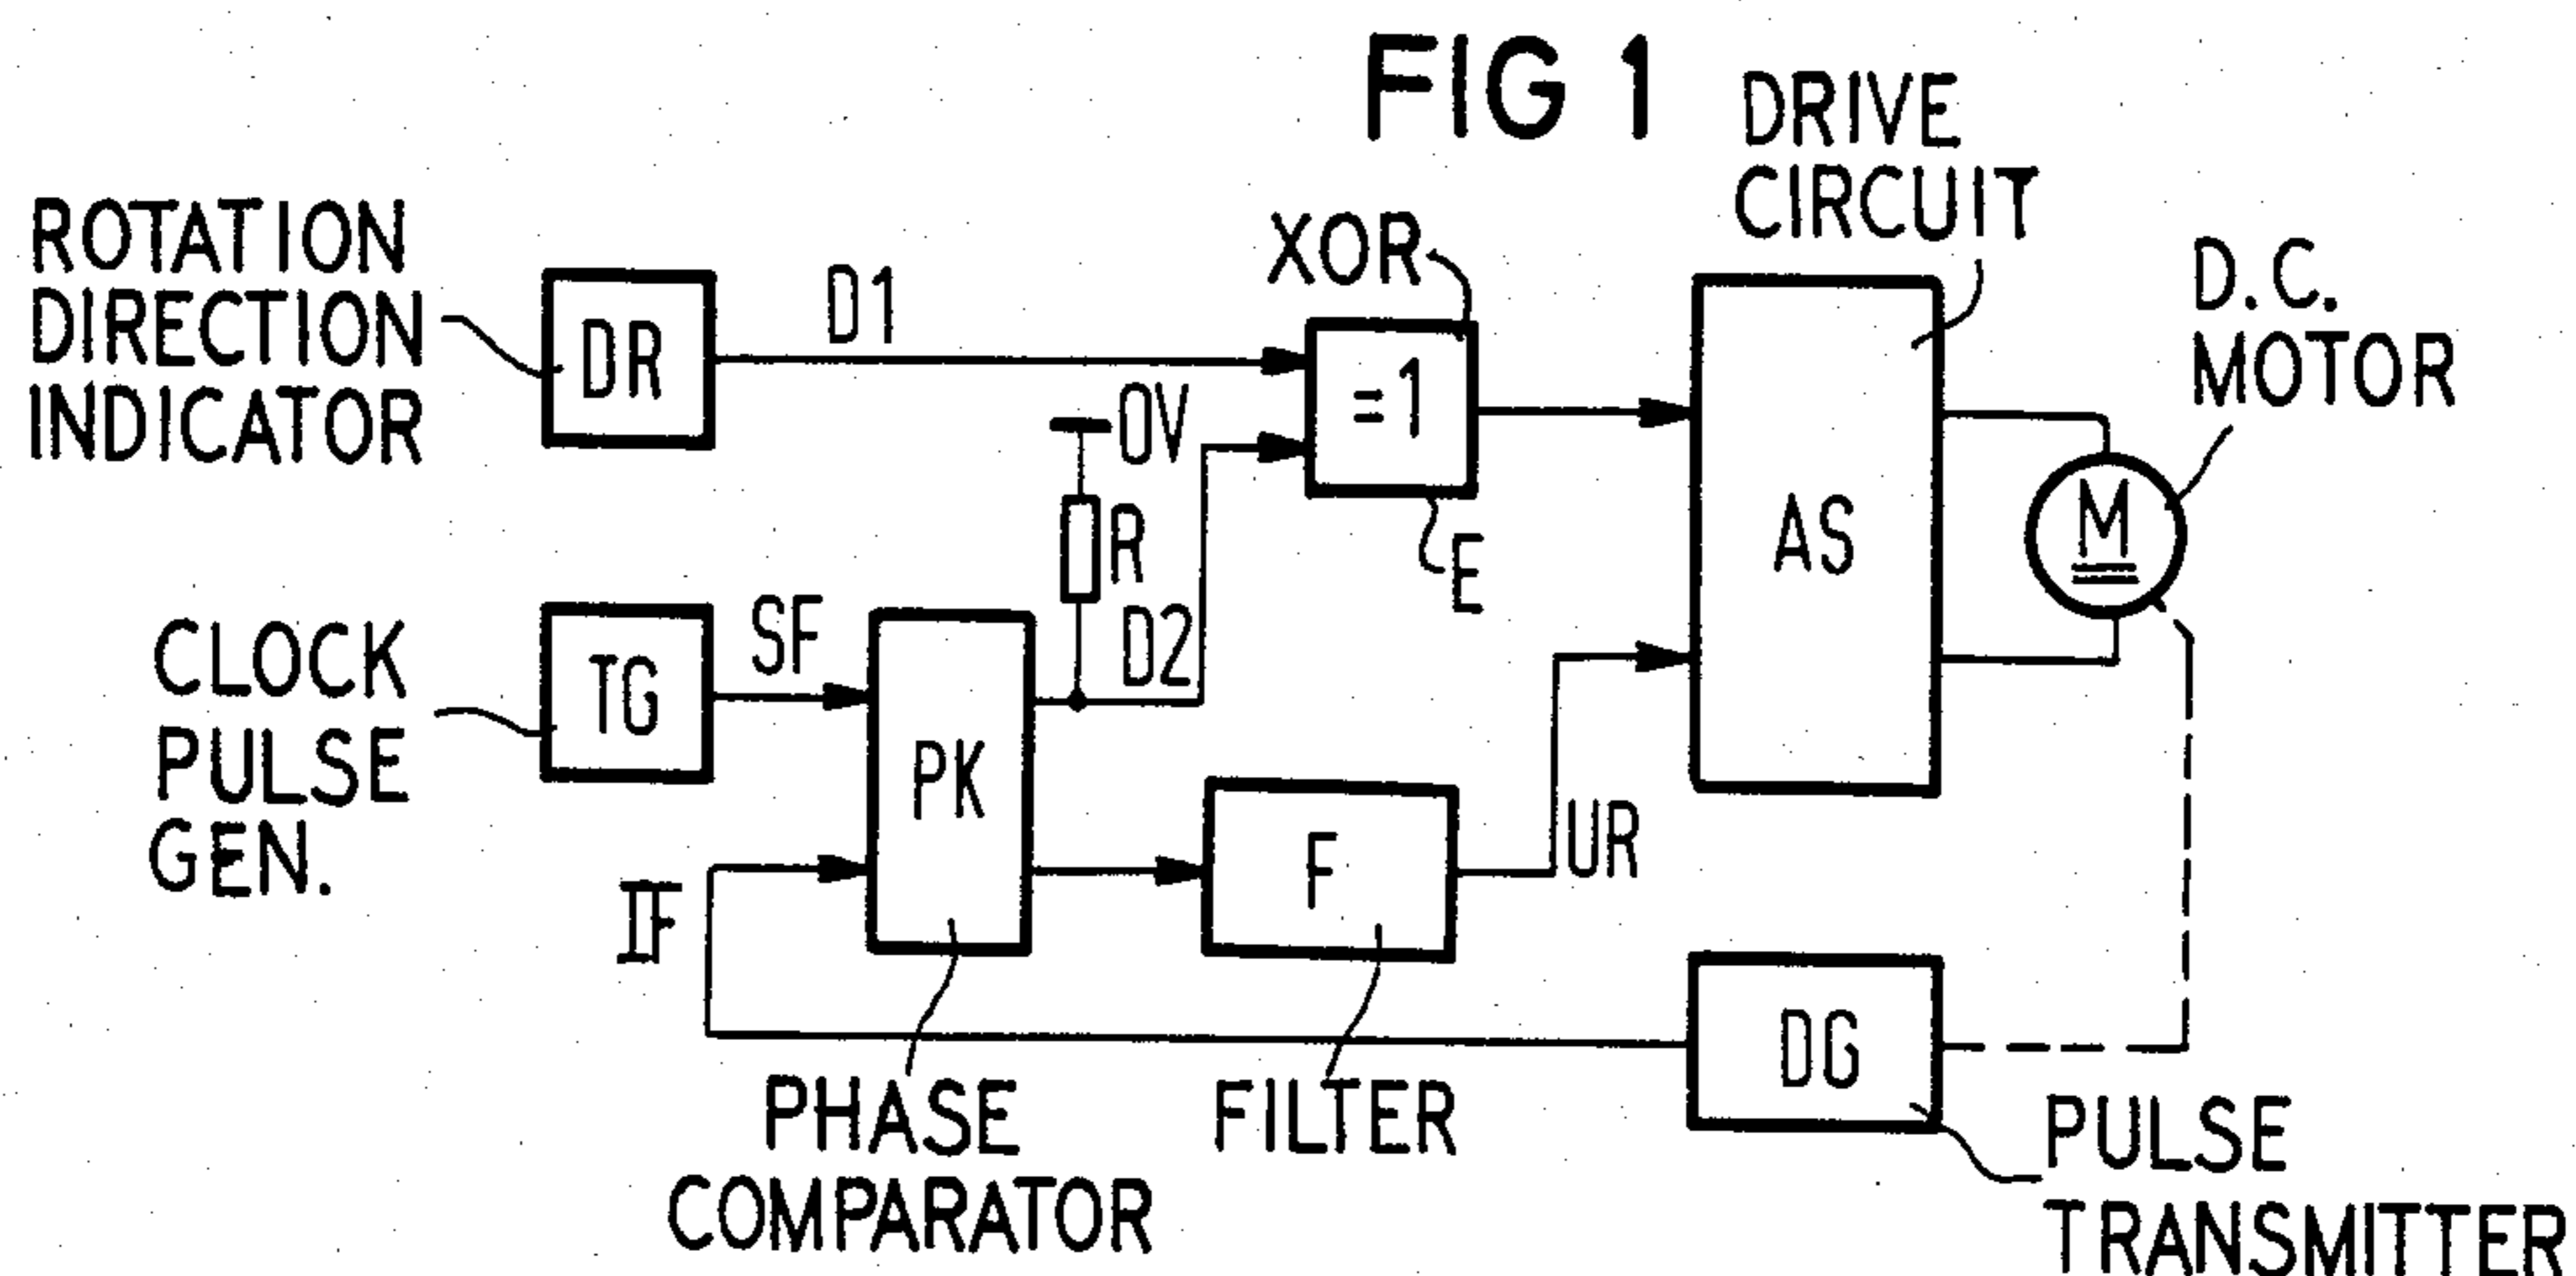 FIG 1
DRIVE
CIRCUIT
ROTATION
DIRECTION
INDICATOR
DR
D1
XOR
=1
E
D.C.
MOTOR
M
0V
R
D2
AS
CLOCK
PULSE
GEN.
TG
SF
PK
IF
F
UR
DG
PHASE
COMPARATOR
FILTER
PULSE
TRANSMITTER